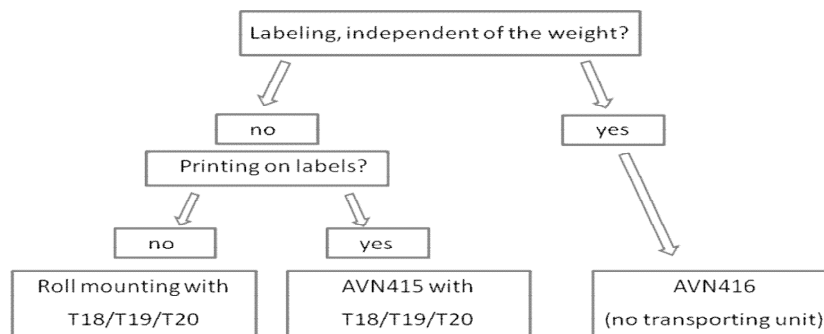 Labeling, independent of the weight?
no
yes
Printing on labels?
no
yes
Roll mounting with
T18/T19/T20
AVN415 with
T18/T19/T20
AVN416
(no transporting unit)